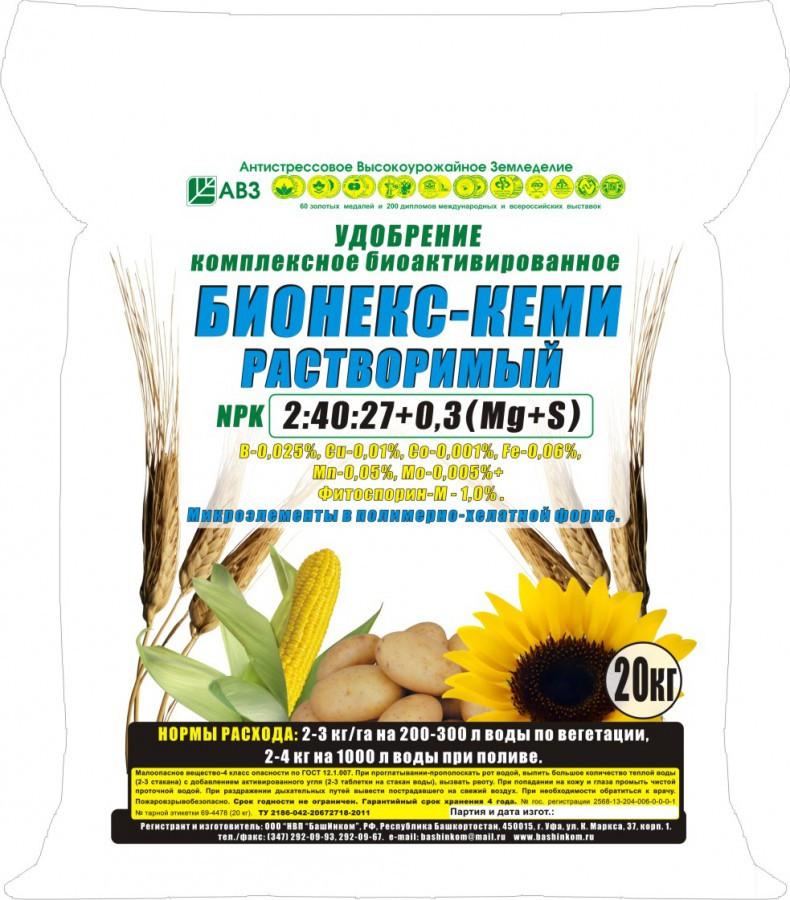 Антистрессовое Высокоурожайное Земледелие
АВЗ
60 золотых медалей и 200 дипломов международных и всероссийских выставок
УДОБРЕНИЕ
комплексное биоактивированное
БИОНЕКС-КЕМИ
РАСТВОРИМЫЙ
NPK 2:40:27+0,3(Mg+S)
B-0,025%, Cu-0,01%, Co-0,001%, Fe-0,06%,
Mn-0,05%, Mo-0,005%+
Фитоспорин-М - 1,0% .
Микроэлементы в полимерно-хелатной форме.
20кг
НОРМЫ РАСХОДА: 2-3 кг/га на 200-300 л воды по вегетации,
2-4 кг на 1000 л воды при поливе.
Малоопасное вещество-4 класс опасности по ГОСТ 12.1.007. При проглатывании-прополоскать рот водой, выпить большое количество теплой воды
(2-3 стакана) с добавлением активированного угля (2-3 таблетки на стакан воды), вызвать рвоту. При попадании на кожу и глаза промыть чистой
проточной водой. При раздражении дыхательных путей вывести пострадавшего на свежий воздух. При необходимости обратиться к врачу.
Пожаровзрывобезопасно. Срок годности не ограничен. Гарантийный срок хранения 4 года. № гос. регистрации 2568-13-204-006-0-0-0-1
№ тарной этикетки 69-4478 (20 кг). ТУ 2186-042-20672718-2011 Партия и дата изгот.:
Регистрант и изготовитель: ООО "НВП "БашИнком", РФ, Республика Башкортостан, 450015, г. Уфа, ул. К. Маркса, 37, корп. 1.
тел./факс: (347) 292-09-93, 292-09-67. e-mail: bashinkom@mail.ru www.bashinkom.ru